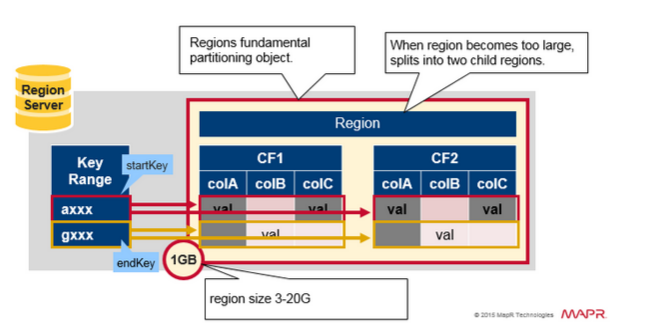 Regions fundamental
partitioning object.
When region becomes too large,
splits into two child regions.
Region
Server
Region
Key
Range
startKey
CF1
CF2
colA colB colC
colA colB colC
axxx
val val
val val
gxxx
val
val
endKey
1GB
region size 3-20G
© 2015 MapR Technologies
MAPR